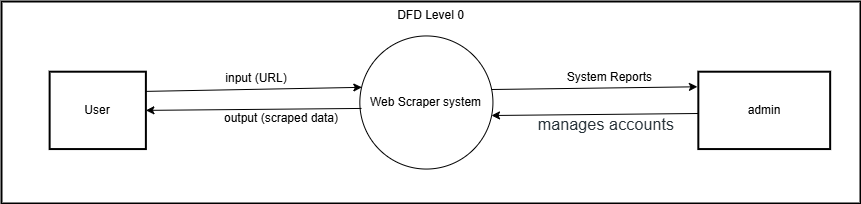 DFD Level 0
input (URL)
System Reports
User
Web Scraper system
admin
output (scraped data)
manages accounts